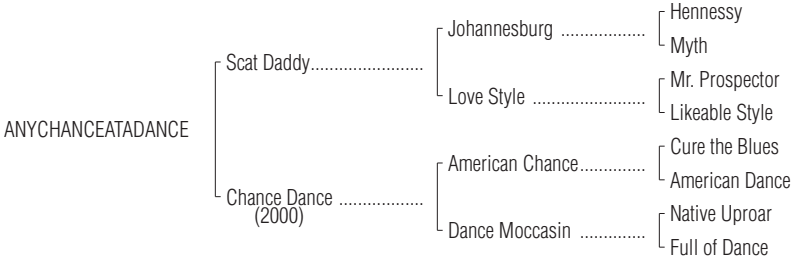 Hennessy
Johannesburg ..................
Myth
Scat Daddy........................
Mr. Prospector
Love Style ........................
Likeable Style
ANYCHANCEATADANCE
Cure the Blues
American Chance..............
American Dance
Chance Dance ..................
(2000)
Native Uproar
Dance Moccasin ..............
Full of Dance